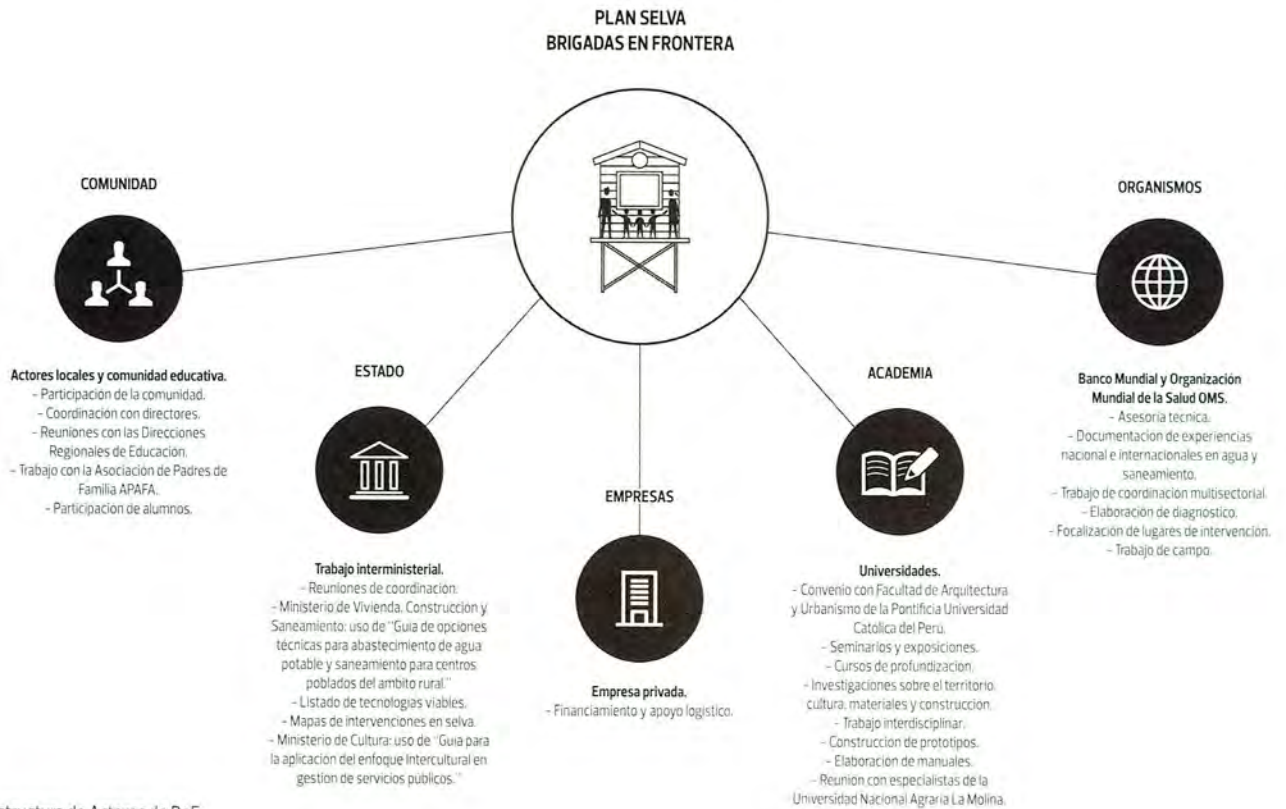 PLAN SELVA
BRIGADAS EN FRONTERA
COMUNIDAD
Actores locales y comunidad educativa.
- Participación de la comunidad.
- Coordinación con directores.
- Reuniones con las Direcciones
Regionales de Educación.
- Trabajo con la Asociación de Padres de
Familia APAFA.
- Participación de alumnos.
ESTADO
Trabajo interministerial.
- Reuniones de coordinación.
- Ministerio de Vivienda, Construcción y
Saneamiento: uso de "Guía de opciones
técnicas para abastecimiento de agua
potable y saneamiento para centros
poblados del ambito rural."
- Listado de tecnologías viables.
- Mapas de intervenciones en selva.
- Ministerio de Cultura: uso de "Guía para
la aplicación del enfoque Intercultural en
gestión de servicios públicos."
EMPRESAS
Empresa privada.
- Financiamiento y apoyo logístico.
ACADEMIA
Universidades.
- Convenio con Facultad de Arquitectura
y Urbanismo de la Pontificia Universidad
Católica del Perú.
- Seminarios y exposiciones.
- Cursos de profundización.
- Investigaciones sobre el territorio,
cultura, materiales y construcción.
- Trabajo interdisciplinar.
- Construcción de prototipos.
- Elaboración de manuales.
- Reunión con especialistas de la
Universidad Nacional Agraria La Molina.
ORGANISMOS
Banco Mundial y Organización
Mundial de la Salud OMS.
- Asesoría técnica.
- Documentación de experiencias
nacional e internacionales en agua y
saneamiento.
- Trabajo de coordinación multisectorial.
- Elaboración de diagnostico.
- Focalización de lugares de intervención.
- Trabajo de campo.